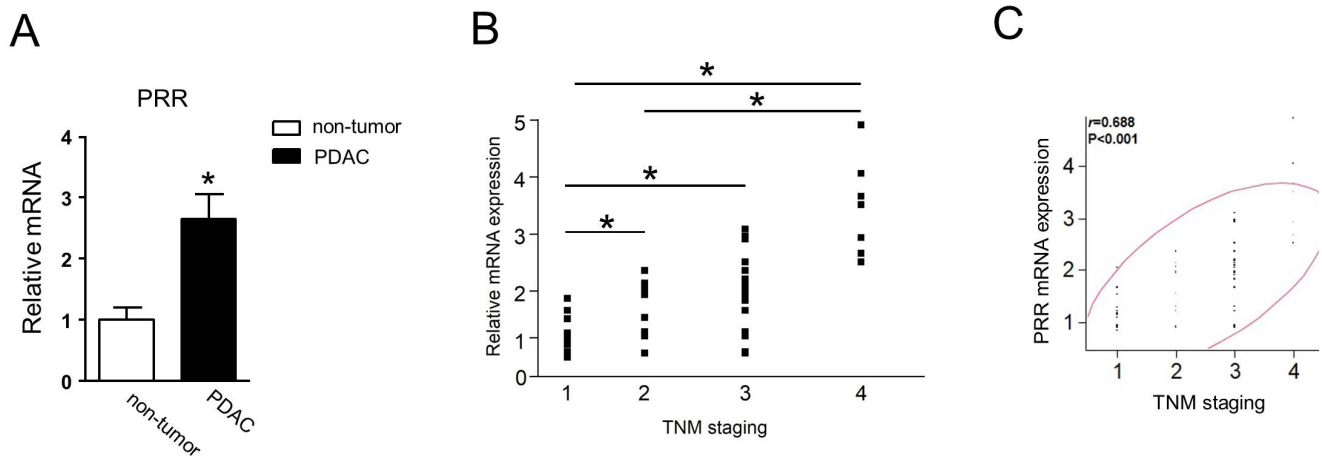 A
PRR
non-tumor
PDAC
*
Relative mRNA
4
3
2
1
0
non-tumor
PDAC
B
*
*
*
*
Relative mRNA expression
5
4
3
2
1
0
1 2 3 4
TNM staging
C
r=0.688
P<0.001
PRR mRNA expression
4
3
2
1
1 2 3 4
TNM staging